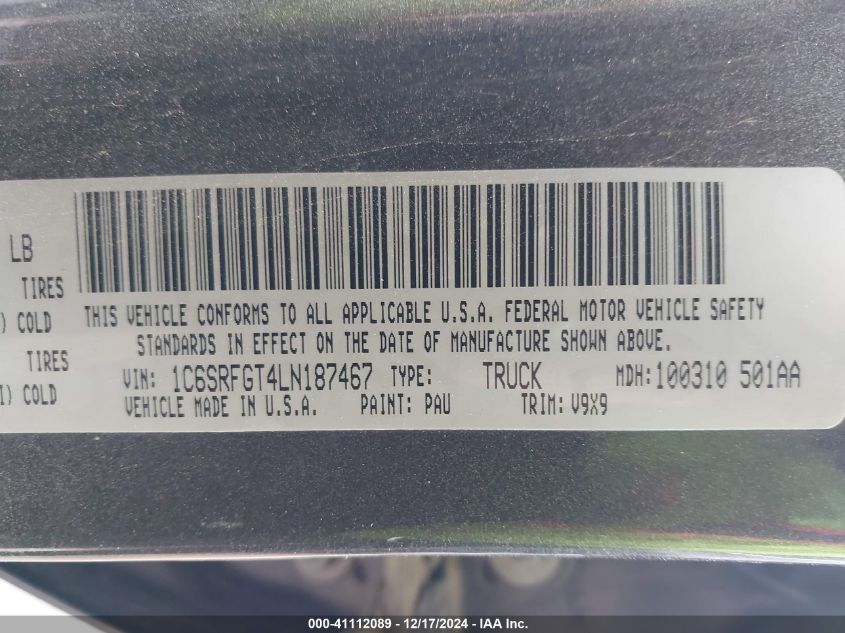 LB
TIRES
) COLD
TIRES
I) COLD
THIS VEHICLE CONFORMS TO ALL APPLICABLE U.S.A. FEDERAL MOTOR VEHICLE SAFETY
STANDARDS IN EFFECT ON THE DATE OF MANUFACTURE SHOWN ABOVE.
VIN: 1C6SRFGT4LN187467 TYPE: TRUCK MDH:100310 501AA
VEHICLE MADE IN U.S.A. PAINT: PAU TRIM: V9X9
000-41112089 - 12/17/2024 - IAA Inc.